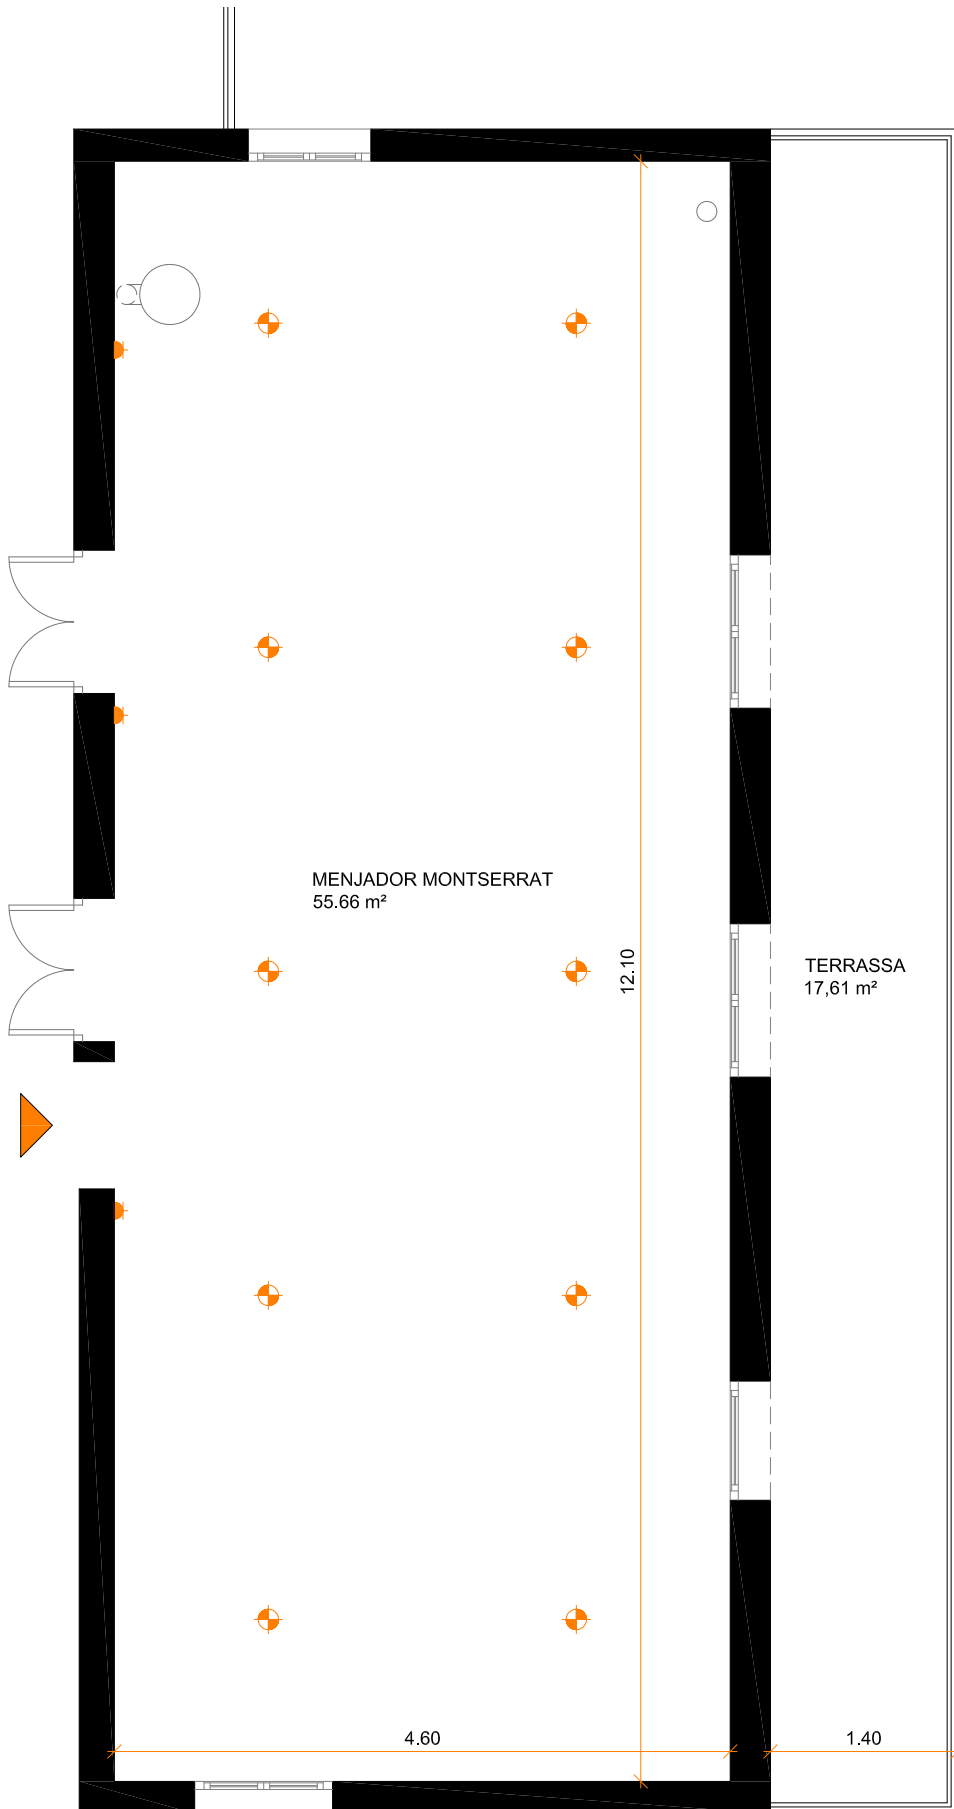 MENJADOR MONTSERRAT
55.66 m²
12.10
TERRASSA
17,61 m²
4.60
1.40